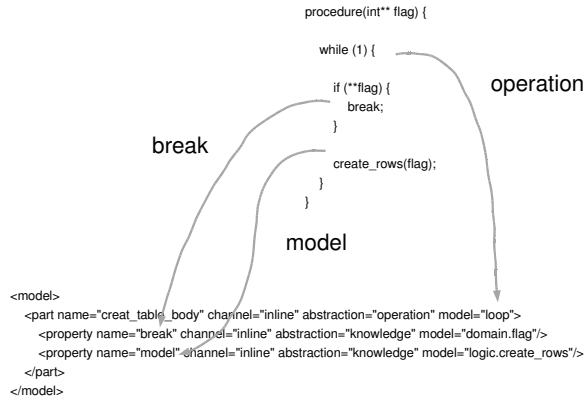 procedure(int** flag) {
while (1) {
operation
if (**flag) {
break;
}
break
create_rows(flag);
}
}
model
<model>
<part name="creat_table_body" channel="inline" abstraction="operation" model="loop">
<property name="break" channel="inline" abstraction="knowledge" model="domain.flag"/>
<property name="model" channel="inline" abstraction="knowledge" model="logic.create_rows"/>
</part>
</model>